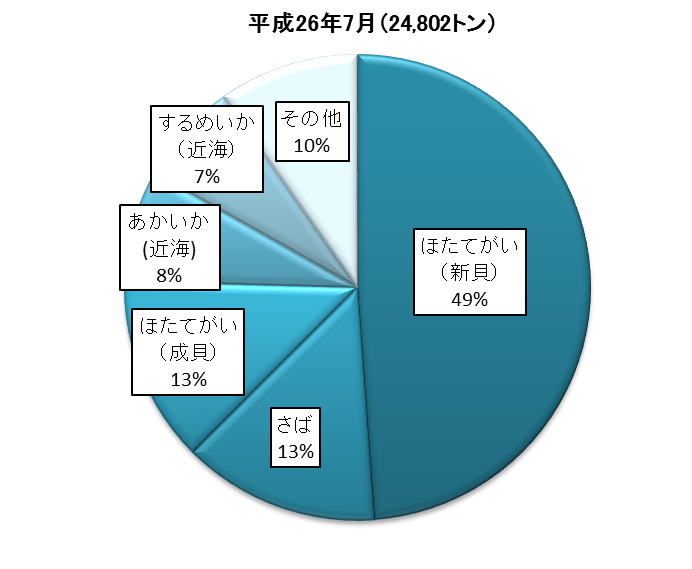 平成26年7月（24,802トン）
その他
10%
するめいか
（近海）
7%
あかいか
(近海)
8%
ほたてがい
（新貝）
49%
ほたてがい
（成貝）
13%
さば
13%